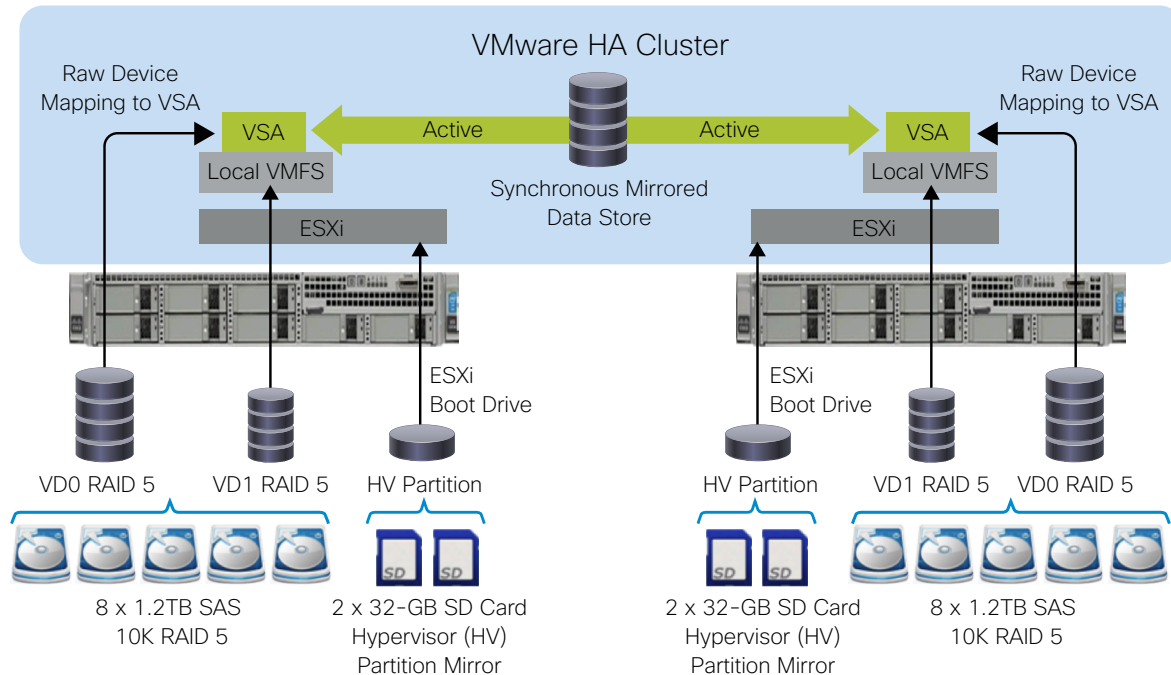 VMware HA Cluster
Raw Device
Mapping to VSA
Raw Device
Mapping to VSA
VSA
Active
Active
VSA
Local VMFS
Local VMFS
Synchronous Mirrored
Data Store
ESXi
ESXi
ESXi
Boot Drive
ESXi
Boot Drive
VD0 RAID 5
VD1 RAID 5
HV Partition
HV Partition
VD1 RAID 5
VD0 RAID 5
SD
SD
SD
SD
8 x 1.2TB SAS
10K RAID 5
2 x 32-GB SD Card
Hypervisor (HV)
Partition Mirror
2 x 32-GB SD Card
Hypervisor (HV)
Partition Mirror
8 x 1.2TB SAS
10K RAID 5